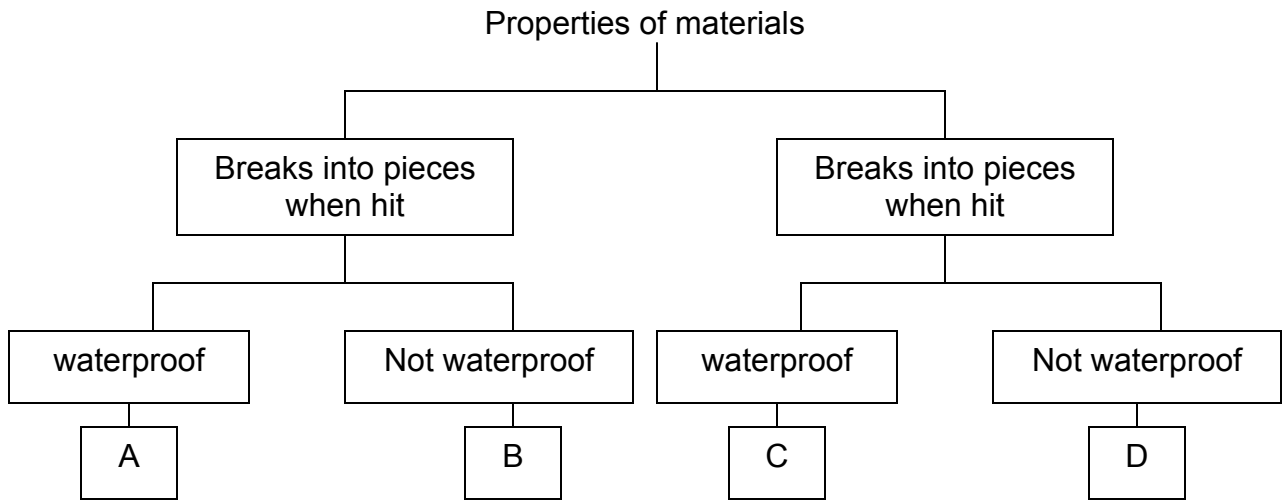 Properties of materials
Breaks into pieces
when hit
Breaks into pieces
when hit
waterproof
Not waterproof
waterproof
Not waterproof
A
B
C
D